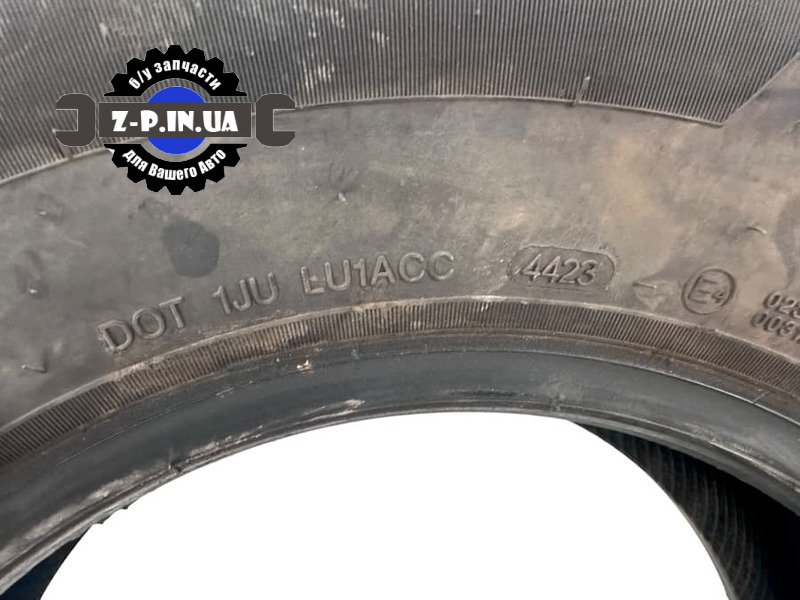 б/у запчасти
Z-P.IN.UA
для Вашего Авто
DOT 1JU LU1ACC 4423 E4